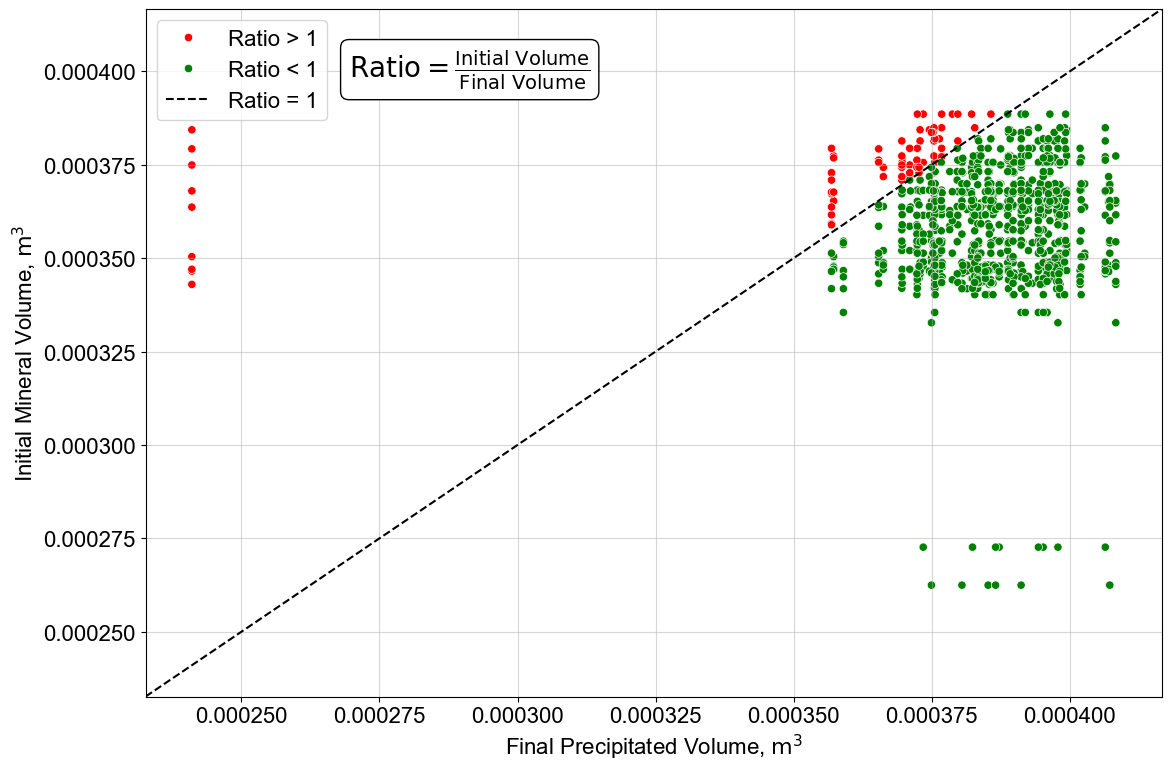 Ratio > 1
Ratio < 1
Ratio = 1
Ratio = Initial Volume / Final Volume
0.000400
0.000375
0.000350
0.000325
0.000300
0.000275
0.000250
Initial Mineral Volume, m³
0.000250 0.000275 0.000300 0.000325 0.000350 0.000375 0.000400
Final Precipitated Volume, m³